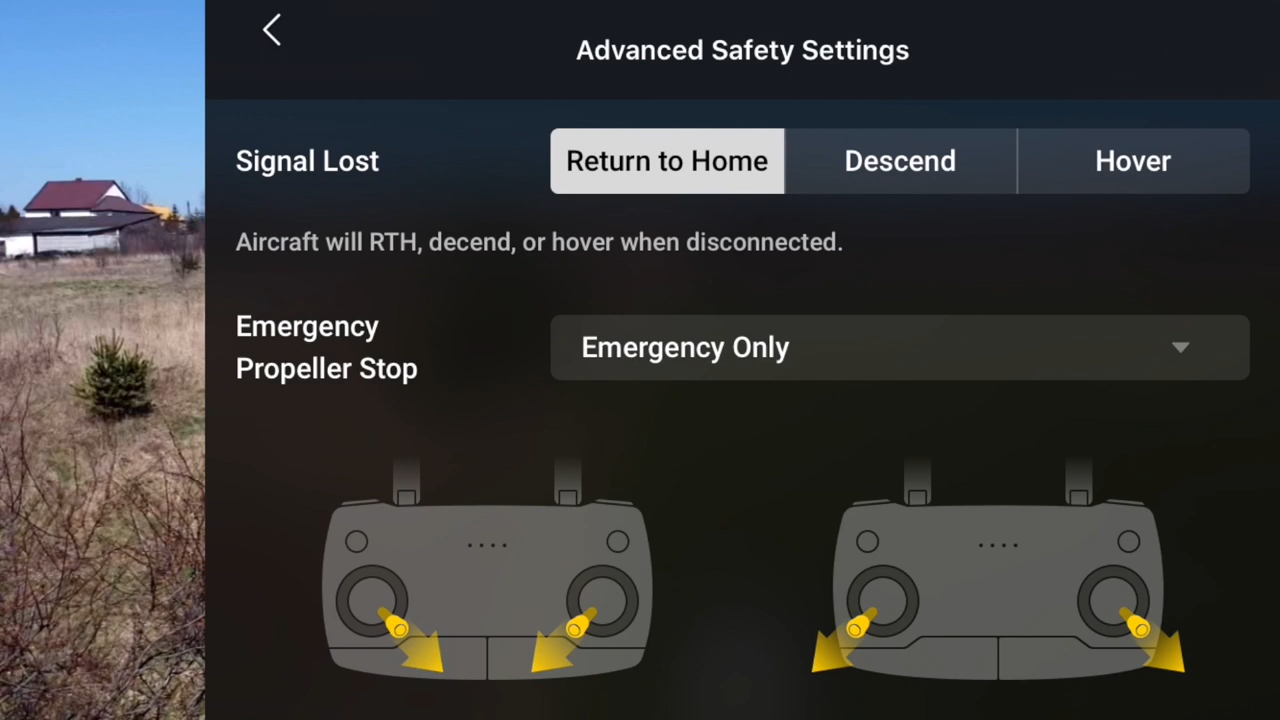 Advanced Safety Settings
Signal Lost
Return to Home
Descend
Hover
Aircraft will RTH, decend, or hover when disconnected.
Emergency
Propeller Stop
Emergency Only